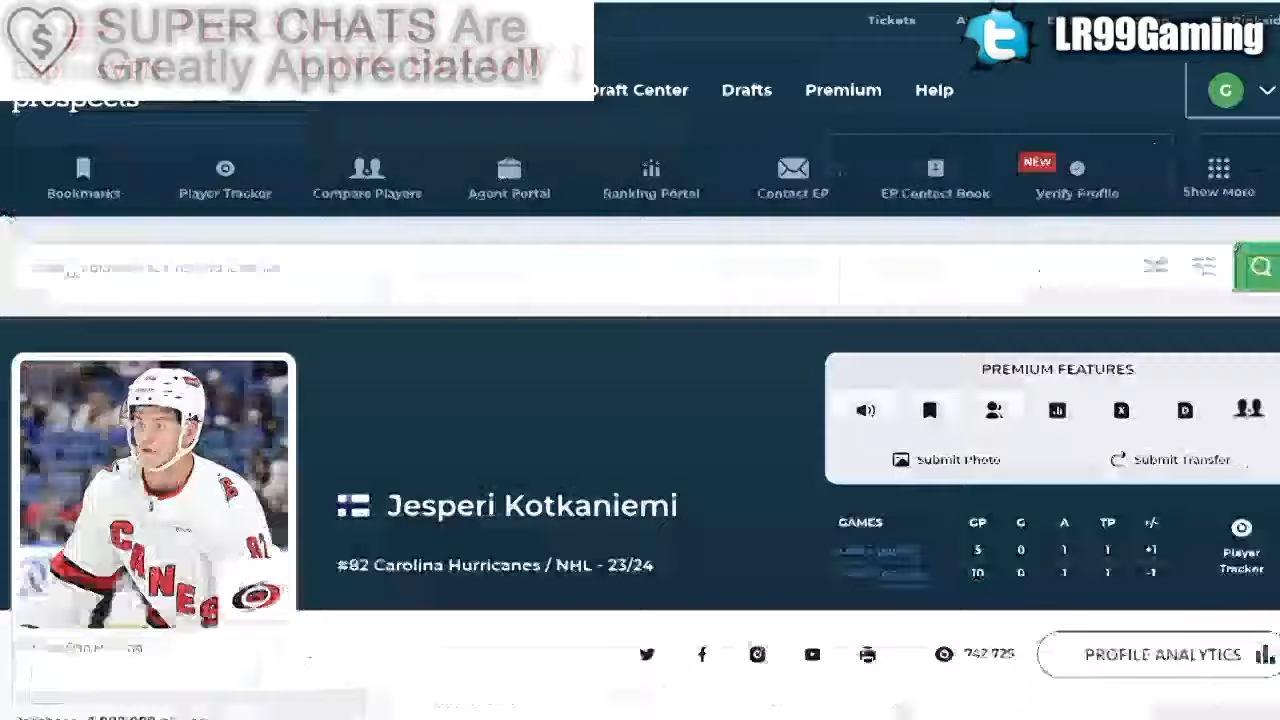 SUPER CHATS Are
Greatly Appreciated!!
LR99Gaming
Tickets
prospects
Draft Center
Drafts
Premium
Help
G
Bookmarks
Player Tracker
Compare Players
Agent Portal
Ranking Portal
Contact EP
EP Contact Book
NEW
Verify Profile
Show More
PREMIUM FEATURES
Submit Photo
Submit Transfer
Jesperi Kotkaniemi
#82 Carolina Hurricanes / NHL - 23/24
GAMES GP G A TP +/-
5 0 1 1 +1
10 0 1 1 -1
Player
Tracker
CANES
742 725
PROFILE ANALYTICS